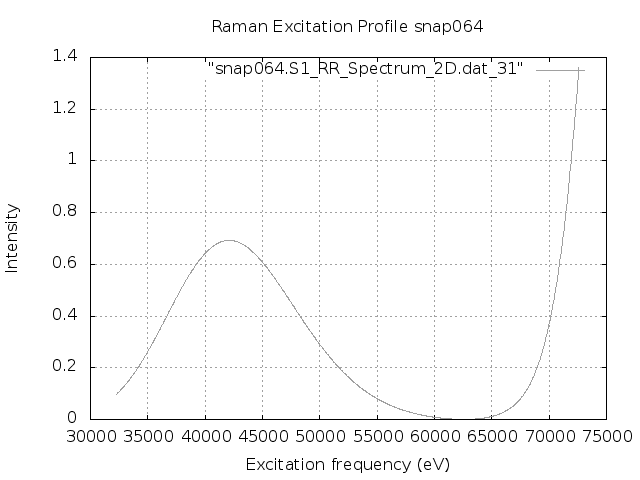 Raman Excitation Profile snap064
"snap064.S1_RR_Spectrum_2D.dat_31"
1.4
1.2
1
0.8
0.6
0.4
0.2
0
Intensity
30000 35000 40000 45000 50000 55000 60000 65000 70000 75000
Excitation frequency (eV)